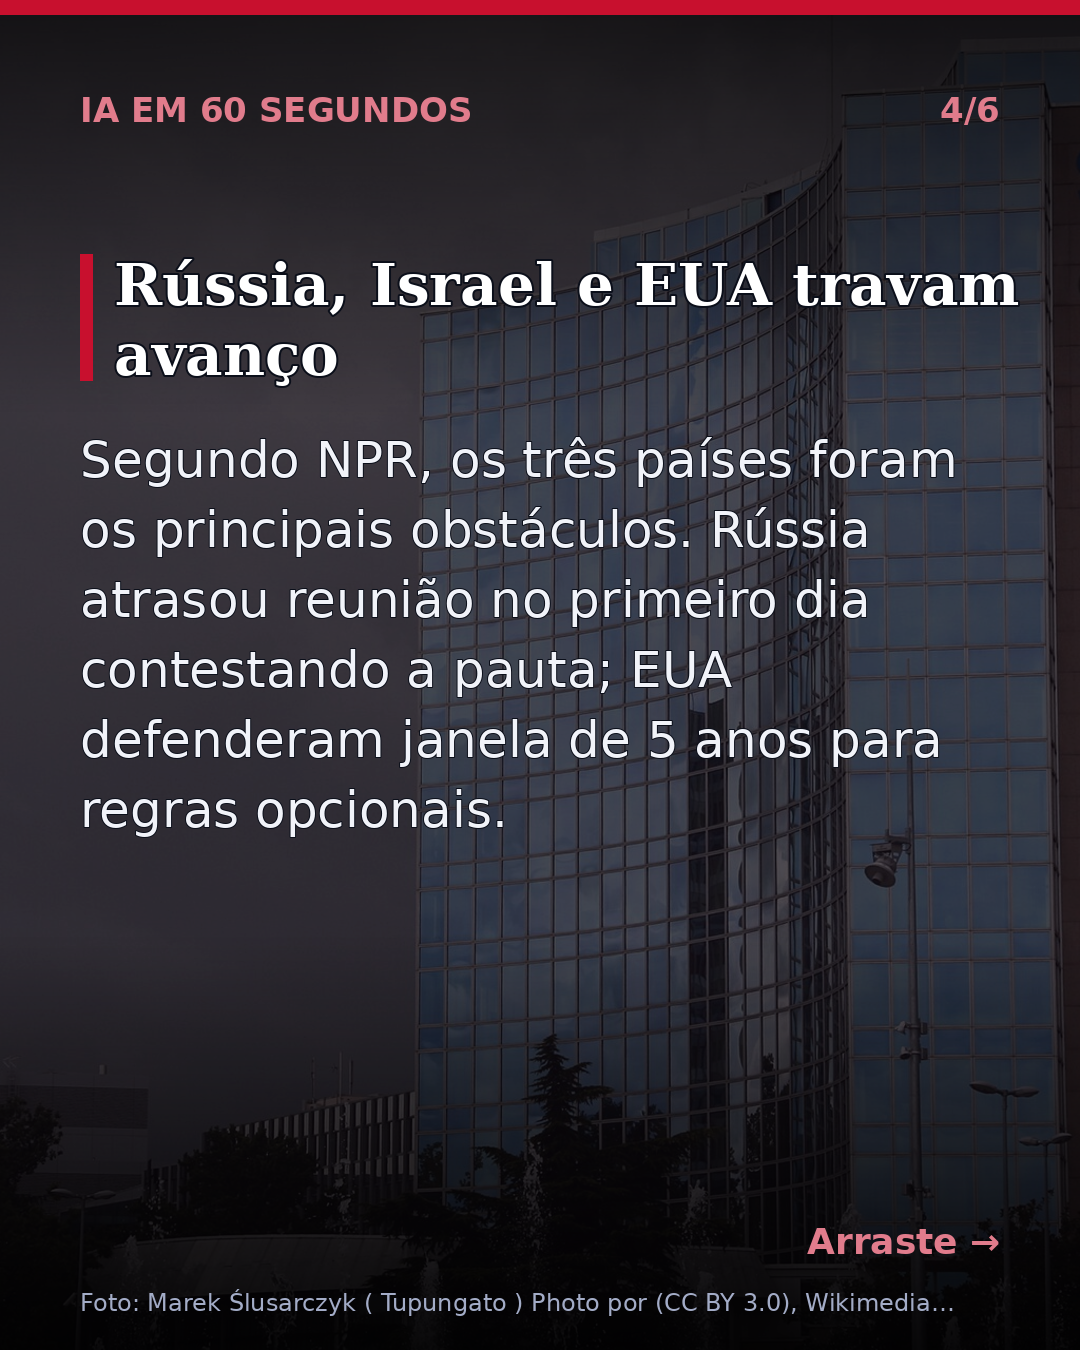 IA EM 60 SEGUNDOS
4/6
Rússia, Israel e EUA travam
avanço
Segundo NPR, os três países foram
os principais obstáculos. Rússia
atrasou reunião no primeiro dia
contestando a pauta; EUA
defenderam janela de 5 anos para
regras opcionais.
Arraste →
Foto: Marek Ślusarczyk ( Tupungato ) Photo por (CC BY 3.0), Wikimedia…